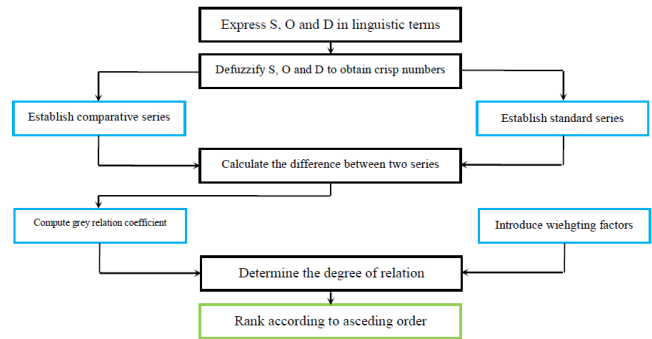 Express S, O and D in linguistic terms
Defuzzify S, O and D to obtain crisp numbers
Establish comparative series
Establish standard series
Calculate the difference between two series
Compute grey relation coefficient
Introduce wiehgting factors
Determine the degree of relation
Rank according to asceding order